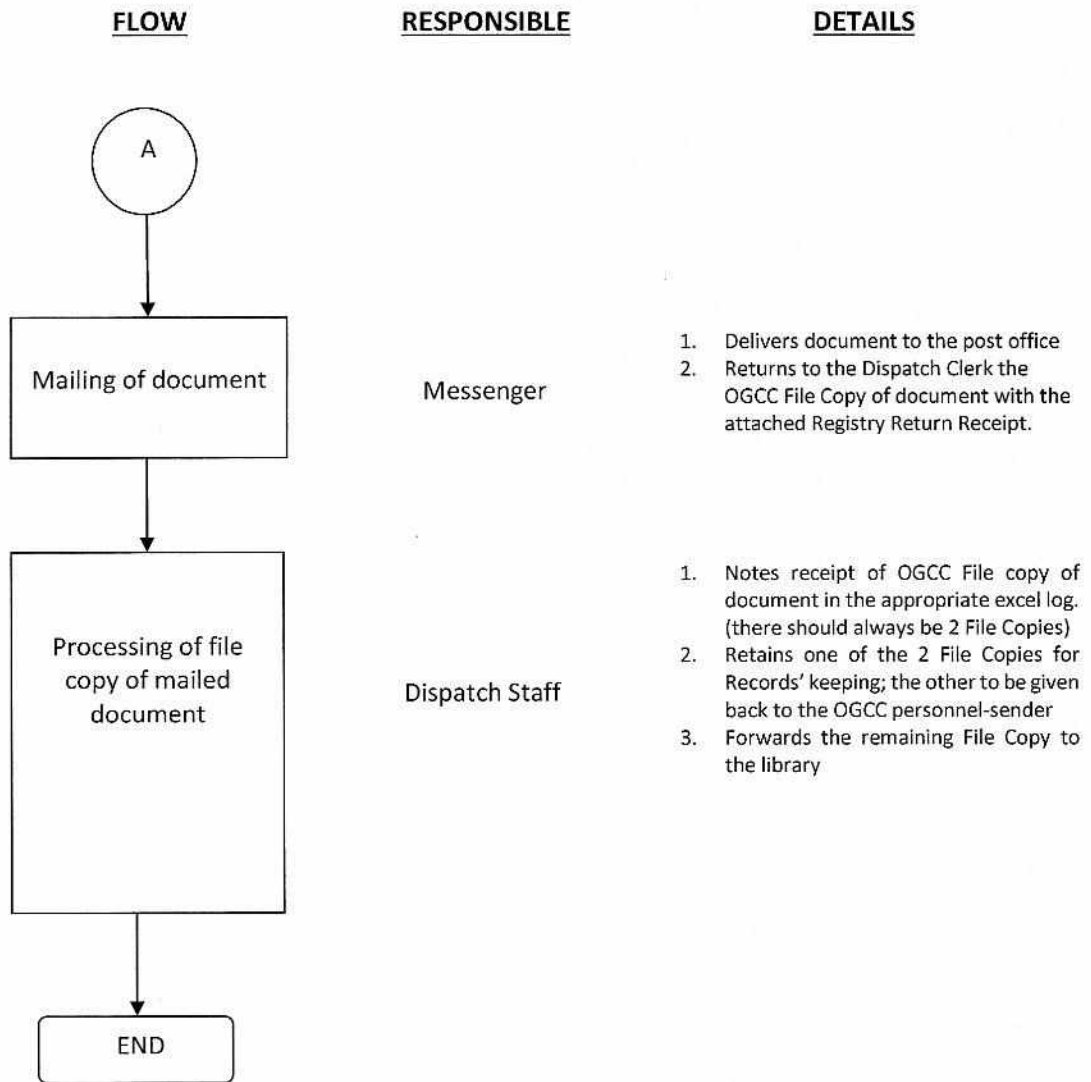 FLOW RESPONSIBLE DETAILS
A
Mailing of document
Messenger
1. Delivers document to the post office
2. Returns to the Dispatch Clerk the
OGCC File Copy of document with the
attached Registry Return Receipt.
Processing of file
copy of mailed
document
Dispatch Staff
1. Notes receipt of OGCC File copy of
document in the appropriate excel log.
(there should always be 2 File Copies)
2. Retains one of the 2 File Copies for
Records' keeping; the other to be given
back to the OGCC personnel-sender
3. Forwards the remaining File Copy to
the library
END